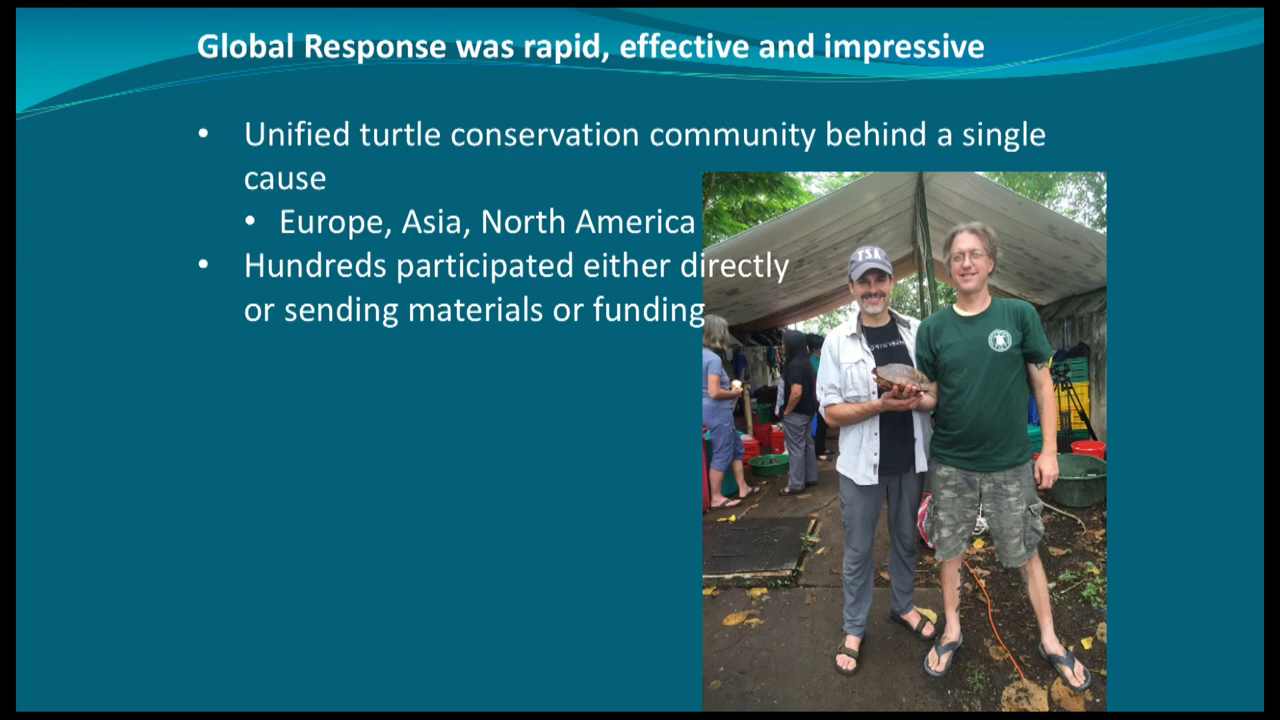 Global Response was rapid, effective and impressive
• Unified turtle conservation community behind a single
cause
• Europe, Asia, North America
• Hundreds participated either directly
or sending materials or funding
TSA